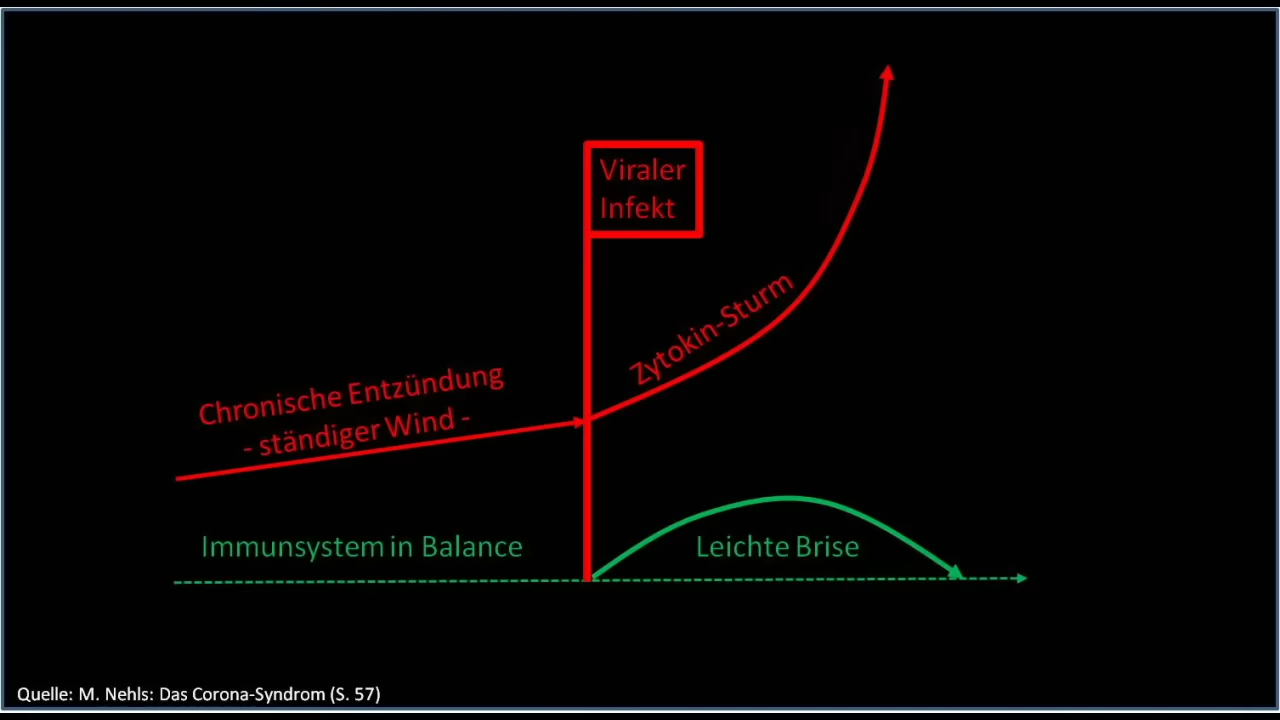 Viraler
Infekt
Zytokin-Sturm
Chronische Entzündung
- ständiger Wind -
Immunsystem in Balance
Leichte Brise
Quelle: M. Nehls: Das Corona-Syndrom (S. 57)